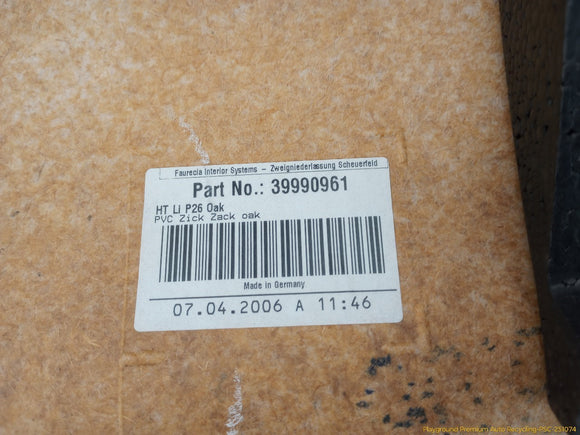 Faurecia Interior Systems – Zweigniederlassung Scheuerfeld
Part No.: 39990961
HT Li P26 Oak
PVC Zick Zack oak
Made in Germany
07.04.2006 A 11:46
Playground Premium Auto Recycling-PSC-251074